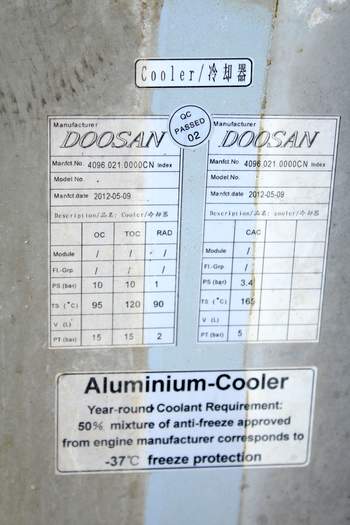 Cooler/冷却器
QC
PASSED
02
Manufacturer
DOOSAN
Manfct No. 4096.021.0000CN Index
Model No.
Manfct date 2012-05-09
Description/品名: Cooler/冷却器
OC TOC RAD
Module / / /
Fl.-Grp / / /
PS (bar) 10 10 1
TS (℃) 95 120 90
V (L)
PT (bar) 15 15 2
Manufacturer
DOOSAN
Manfct No. 4096.021.0000CN Index
Model No.
Manfct date 2012-05-09
Description/品名: cooler/冷却器
CAC
Module /
Fl.-Grp /
PS (bar) 3.4
TS (℃) 165
V (L)
PT (bar) 5
Aluminium-Cooler
Year-round Coolant Requirement:
50% mixture of anti-freeze approved
from engine manufacturer corresponds to
-37℃ freeze protection